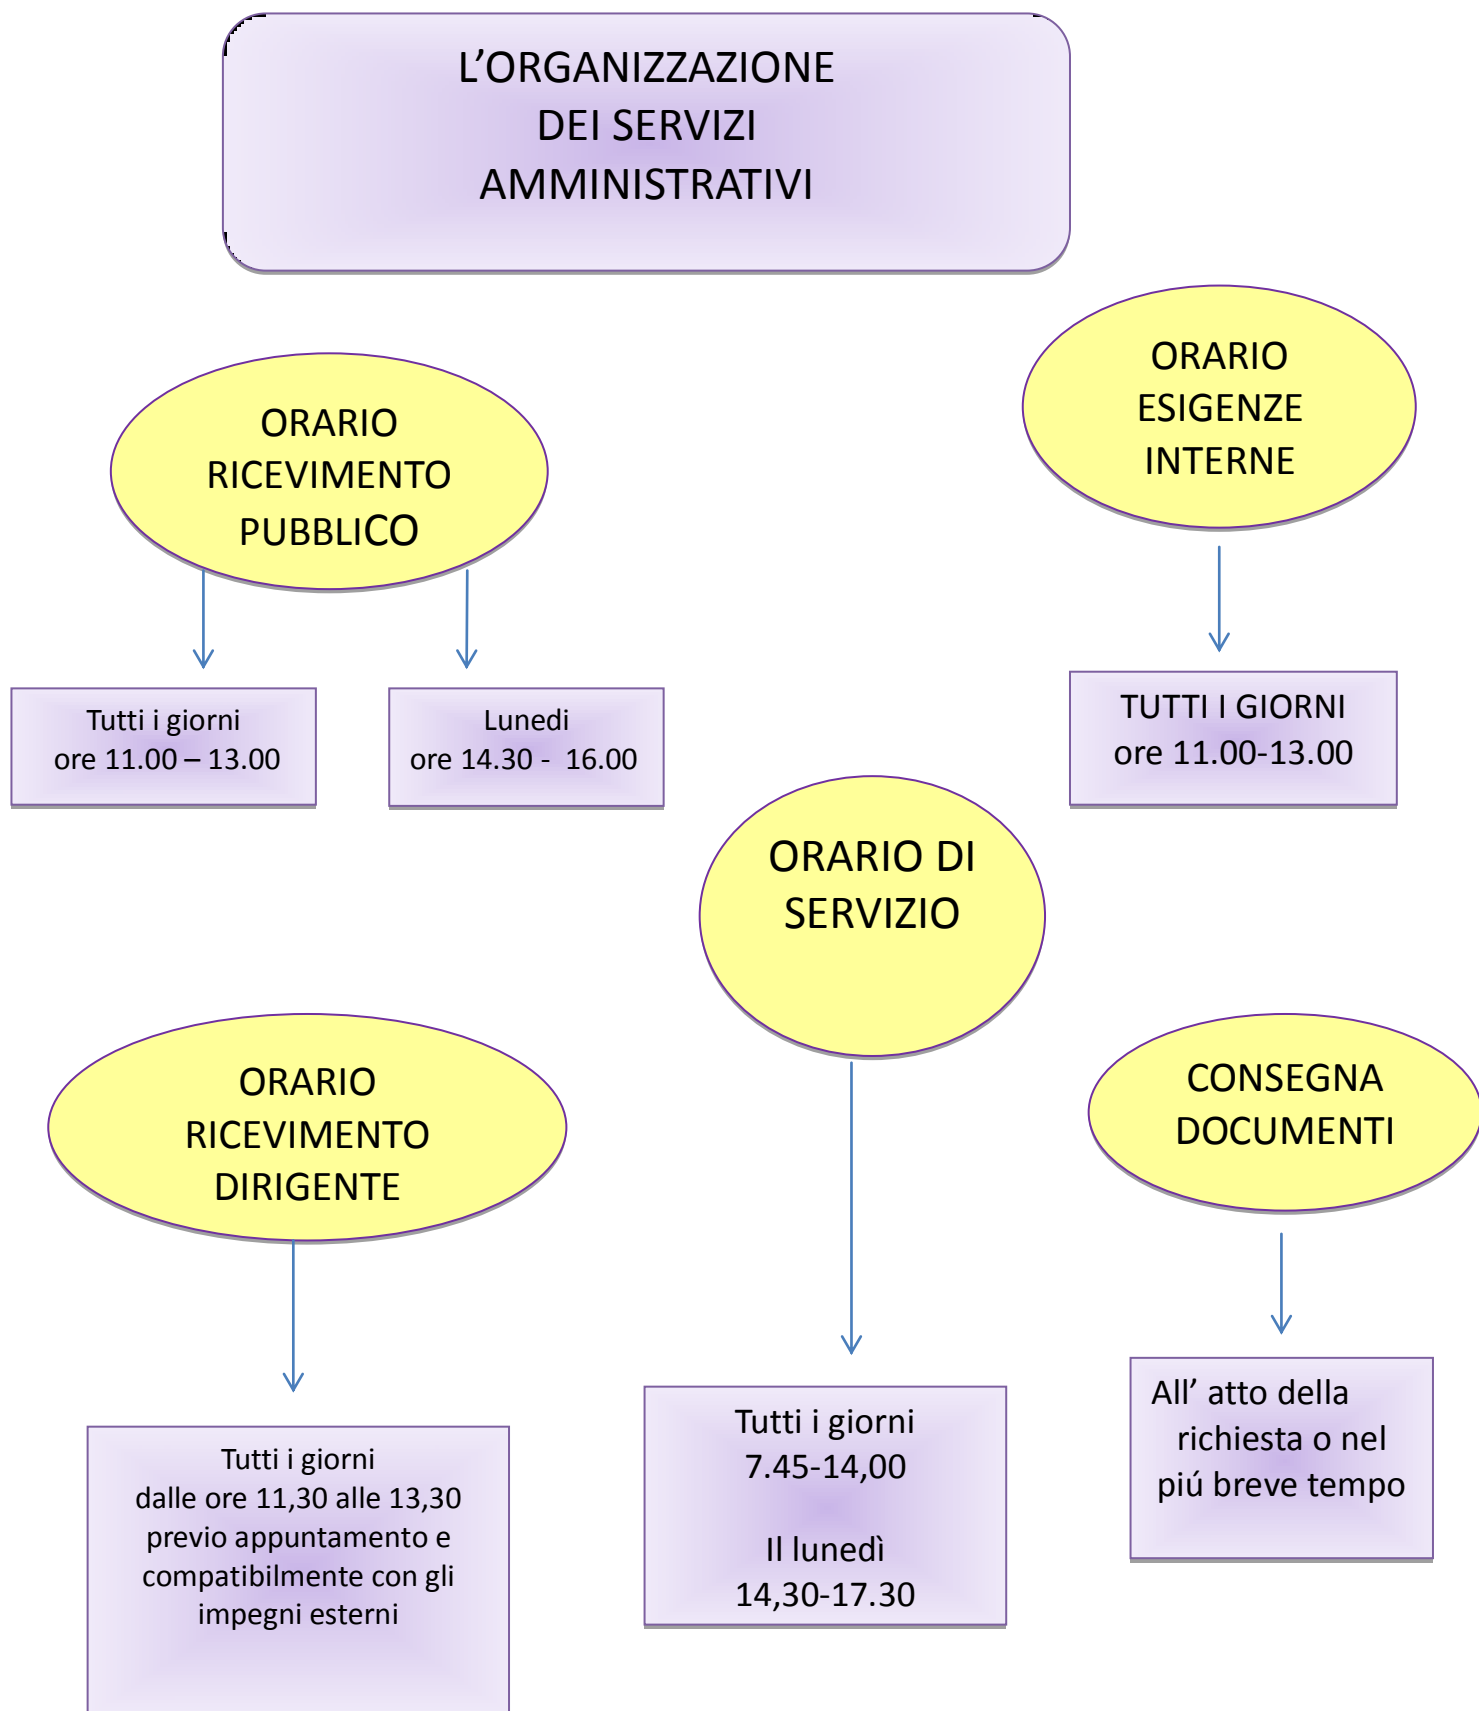 L’ORGANIZZAZIONE
DEI SERVIZI
AMMINISTRATIVI
ORARIO
RICEVIMENTO
PUBBLICO
Tutti i giorni
ore 11.00 – 13.00
Lunedi
ore 14.30 -  16.00
ORARIO
ESIGENZE
INTERNE
TUTTI I GIORNI
ore 11.00-13.00
ORARIO DI
SERVIZIO
Tutti i giorni
7.45-14,00
Il lunedì
14,30-17.30
ORARIO
RICEVIMENTO
DIRIGENTE
Tutti i giorni
dalle ore 11,30 alle 13,30
previo appuntamento e
compatibilmente con gli
impegni esterni
CONSEGNA
DOCUMENTI
All’ atto della
richiesta o nel
piú breve tempo